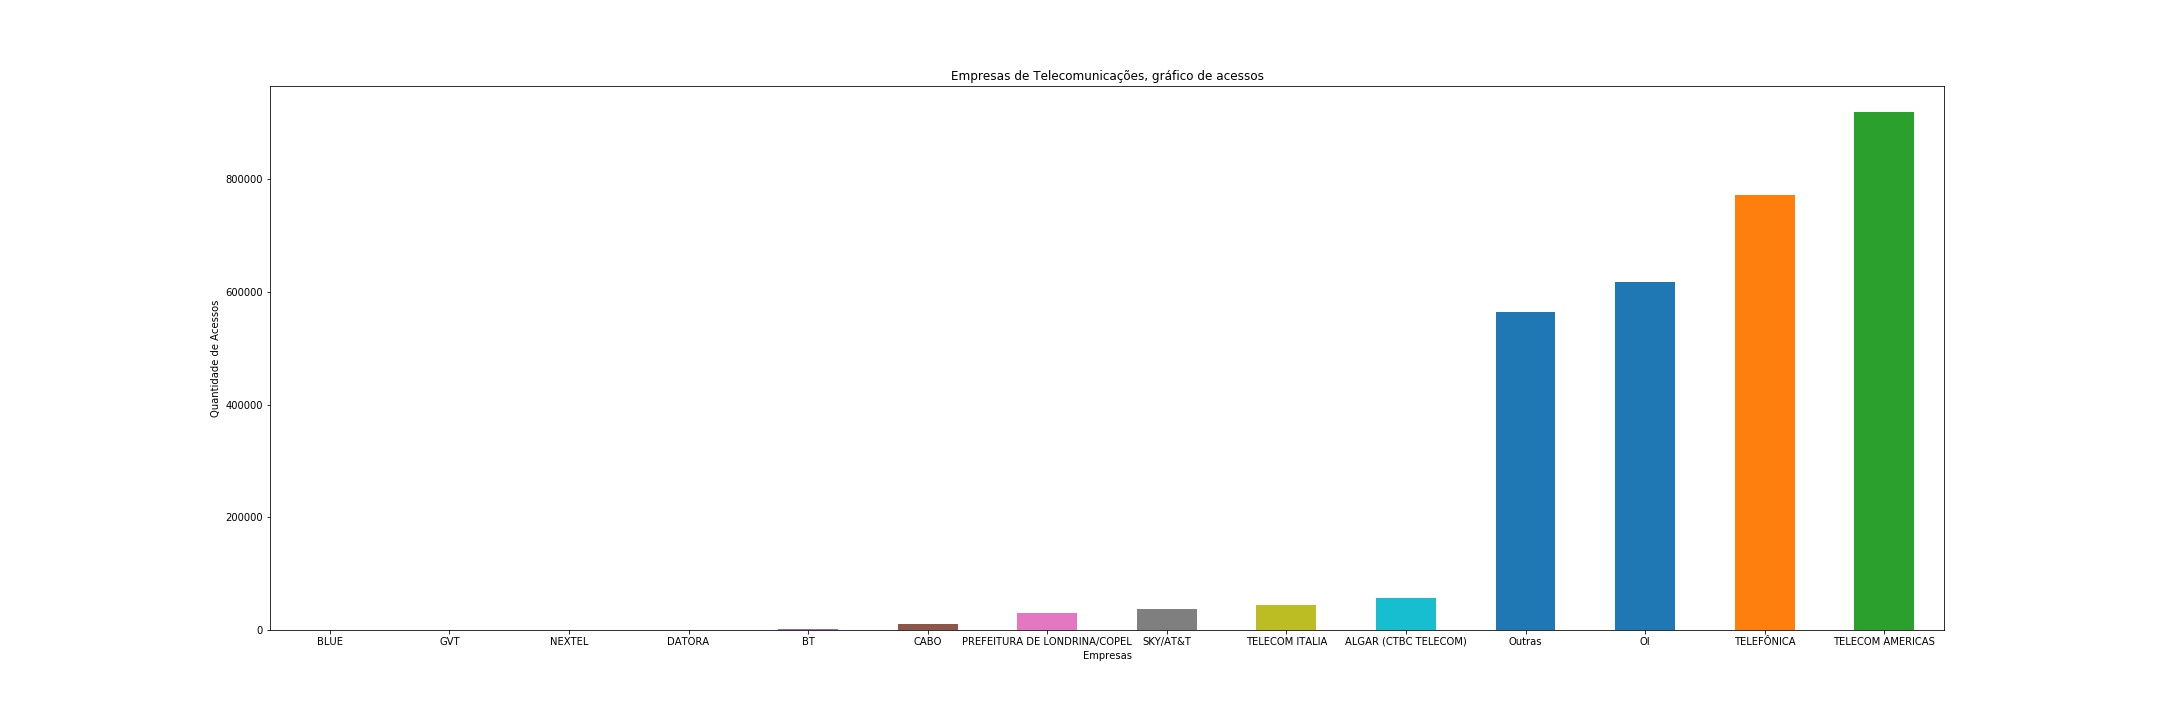 Empresas de Telecomunicações, gráfico de acessos
800000
600000
400000
200000
0
Quantidade de Acessos
BLUE
GVT
NEXTEL
DATORA
BT
CABO
PREFEITURA DE LONDRINA/COPEL
SKY/AT&T
TELECOM ITALIA
ALGAR (CTBC TELECOM)
Outras
OI
TELEFÔNICA
TELECOM AMERICAS
Empresas